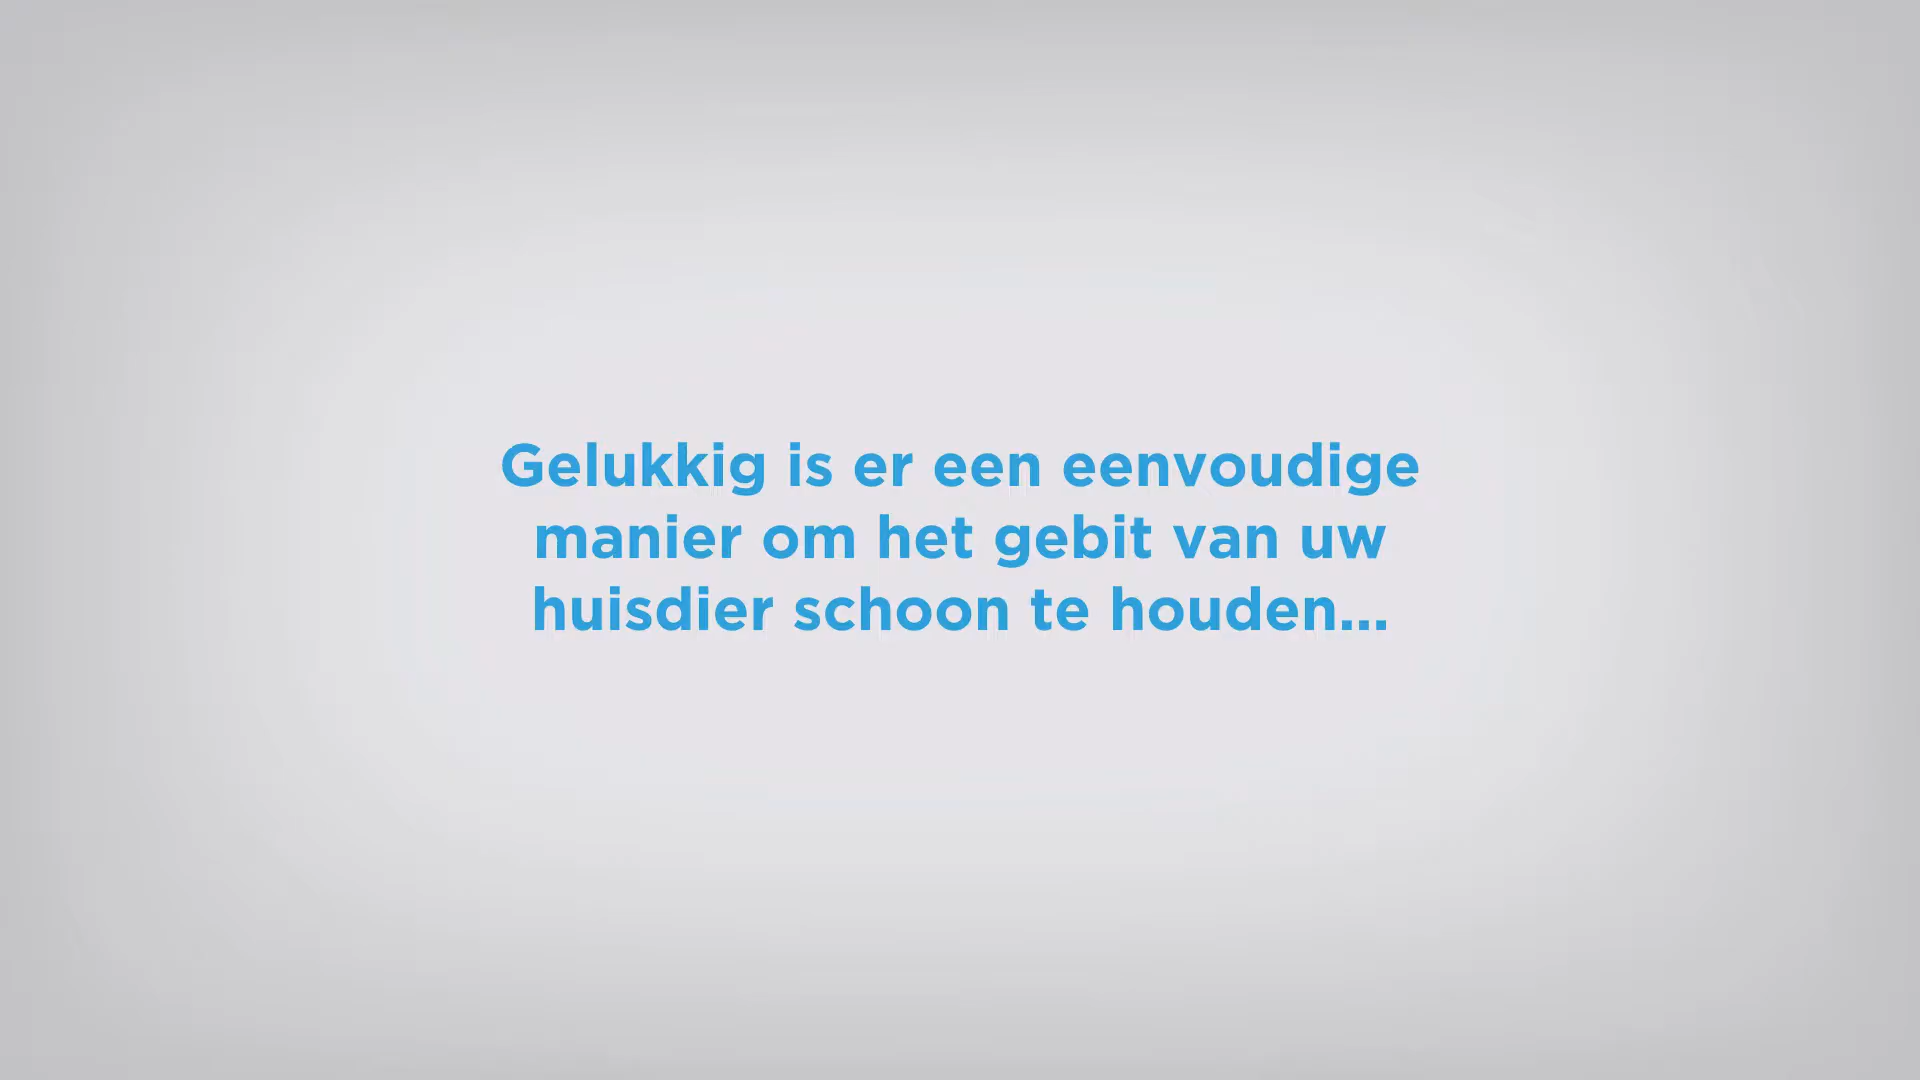 Gelukkig is er een eenvoudige
manier om het gebit van uw
huisdier schoon te houden...